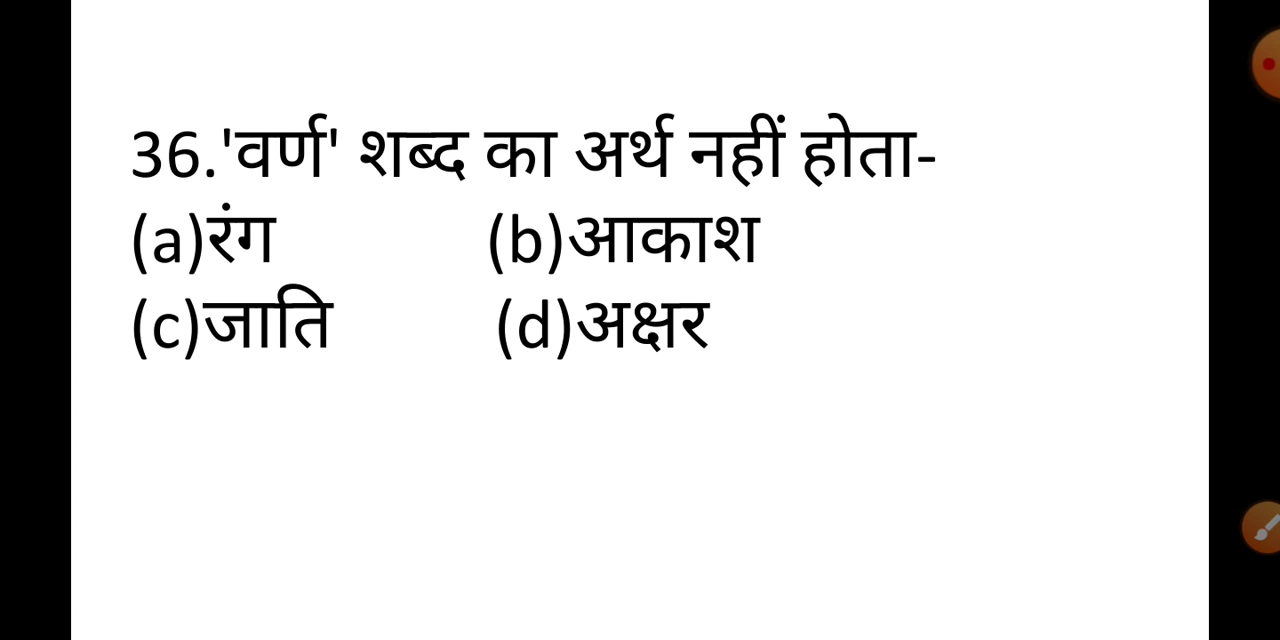 36.'वर्ण' शब्द का अर्थ नहीं होता-
(a)रंग (b)आकाश
(c)जाति (d)अक्षर